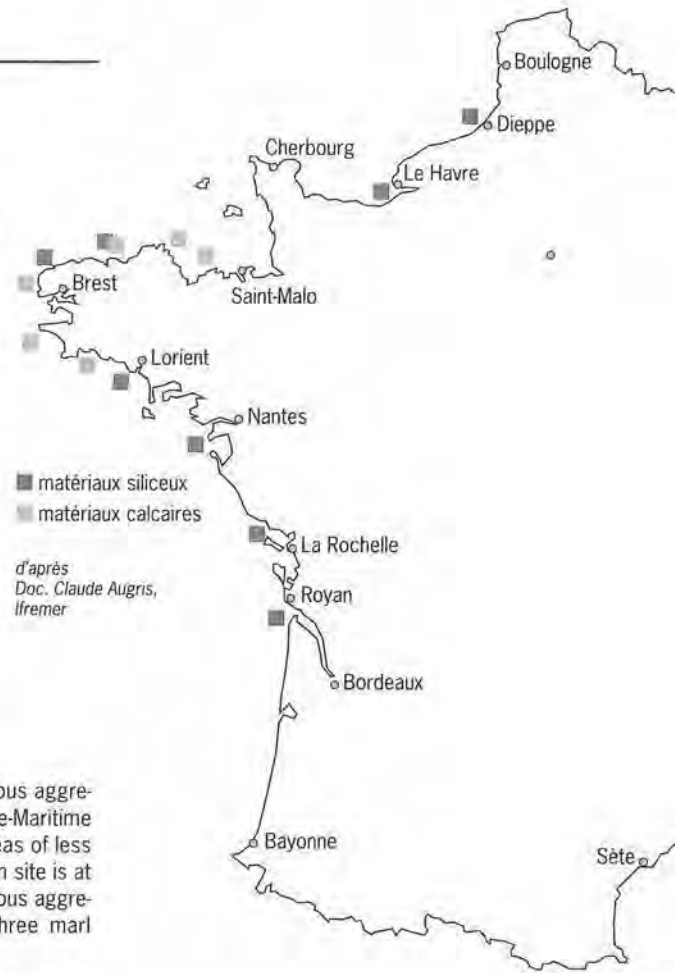 Boulogne
Dieppe
Cherbourg
Le Havre
Brest
Saint-Malo
Lorient
Nantes
matériaux siliceux
matériaux calcaires
La Rochelle
d'après
Doc. Claude Augris,
Ifremer
Royan
Bordeaux
ous aggre-
e-Maritime
eas of less
n site is at
ous aggre-
hree marl
Bayonne
Sète